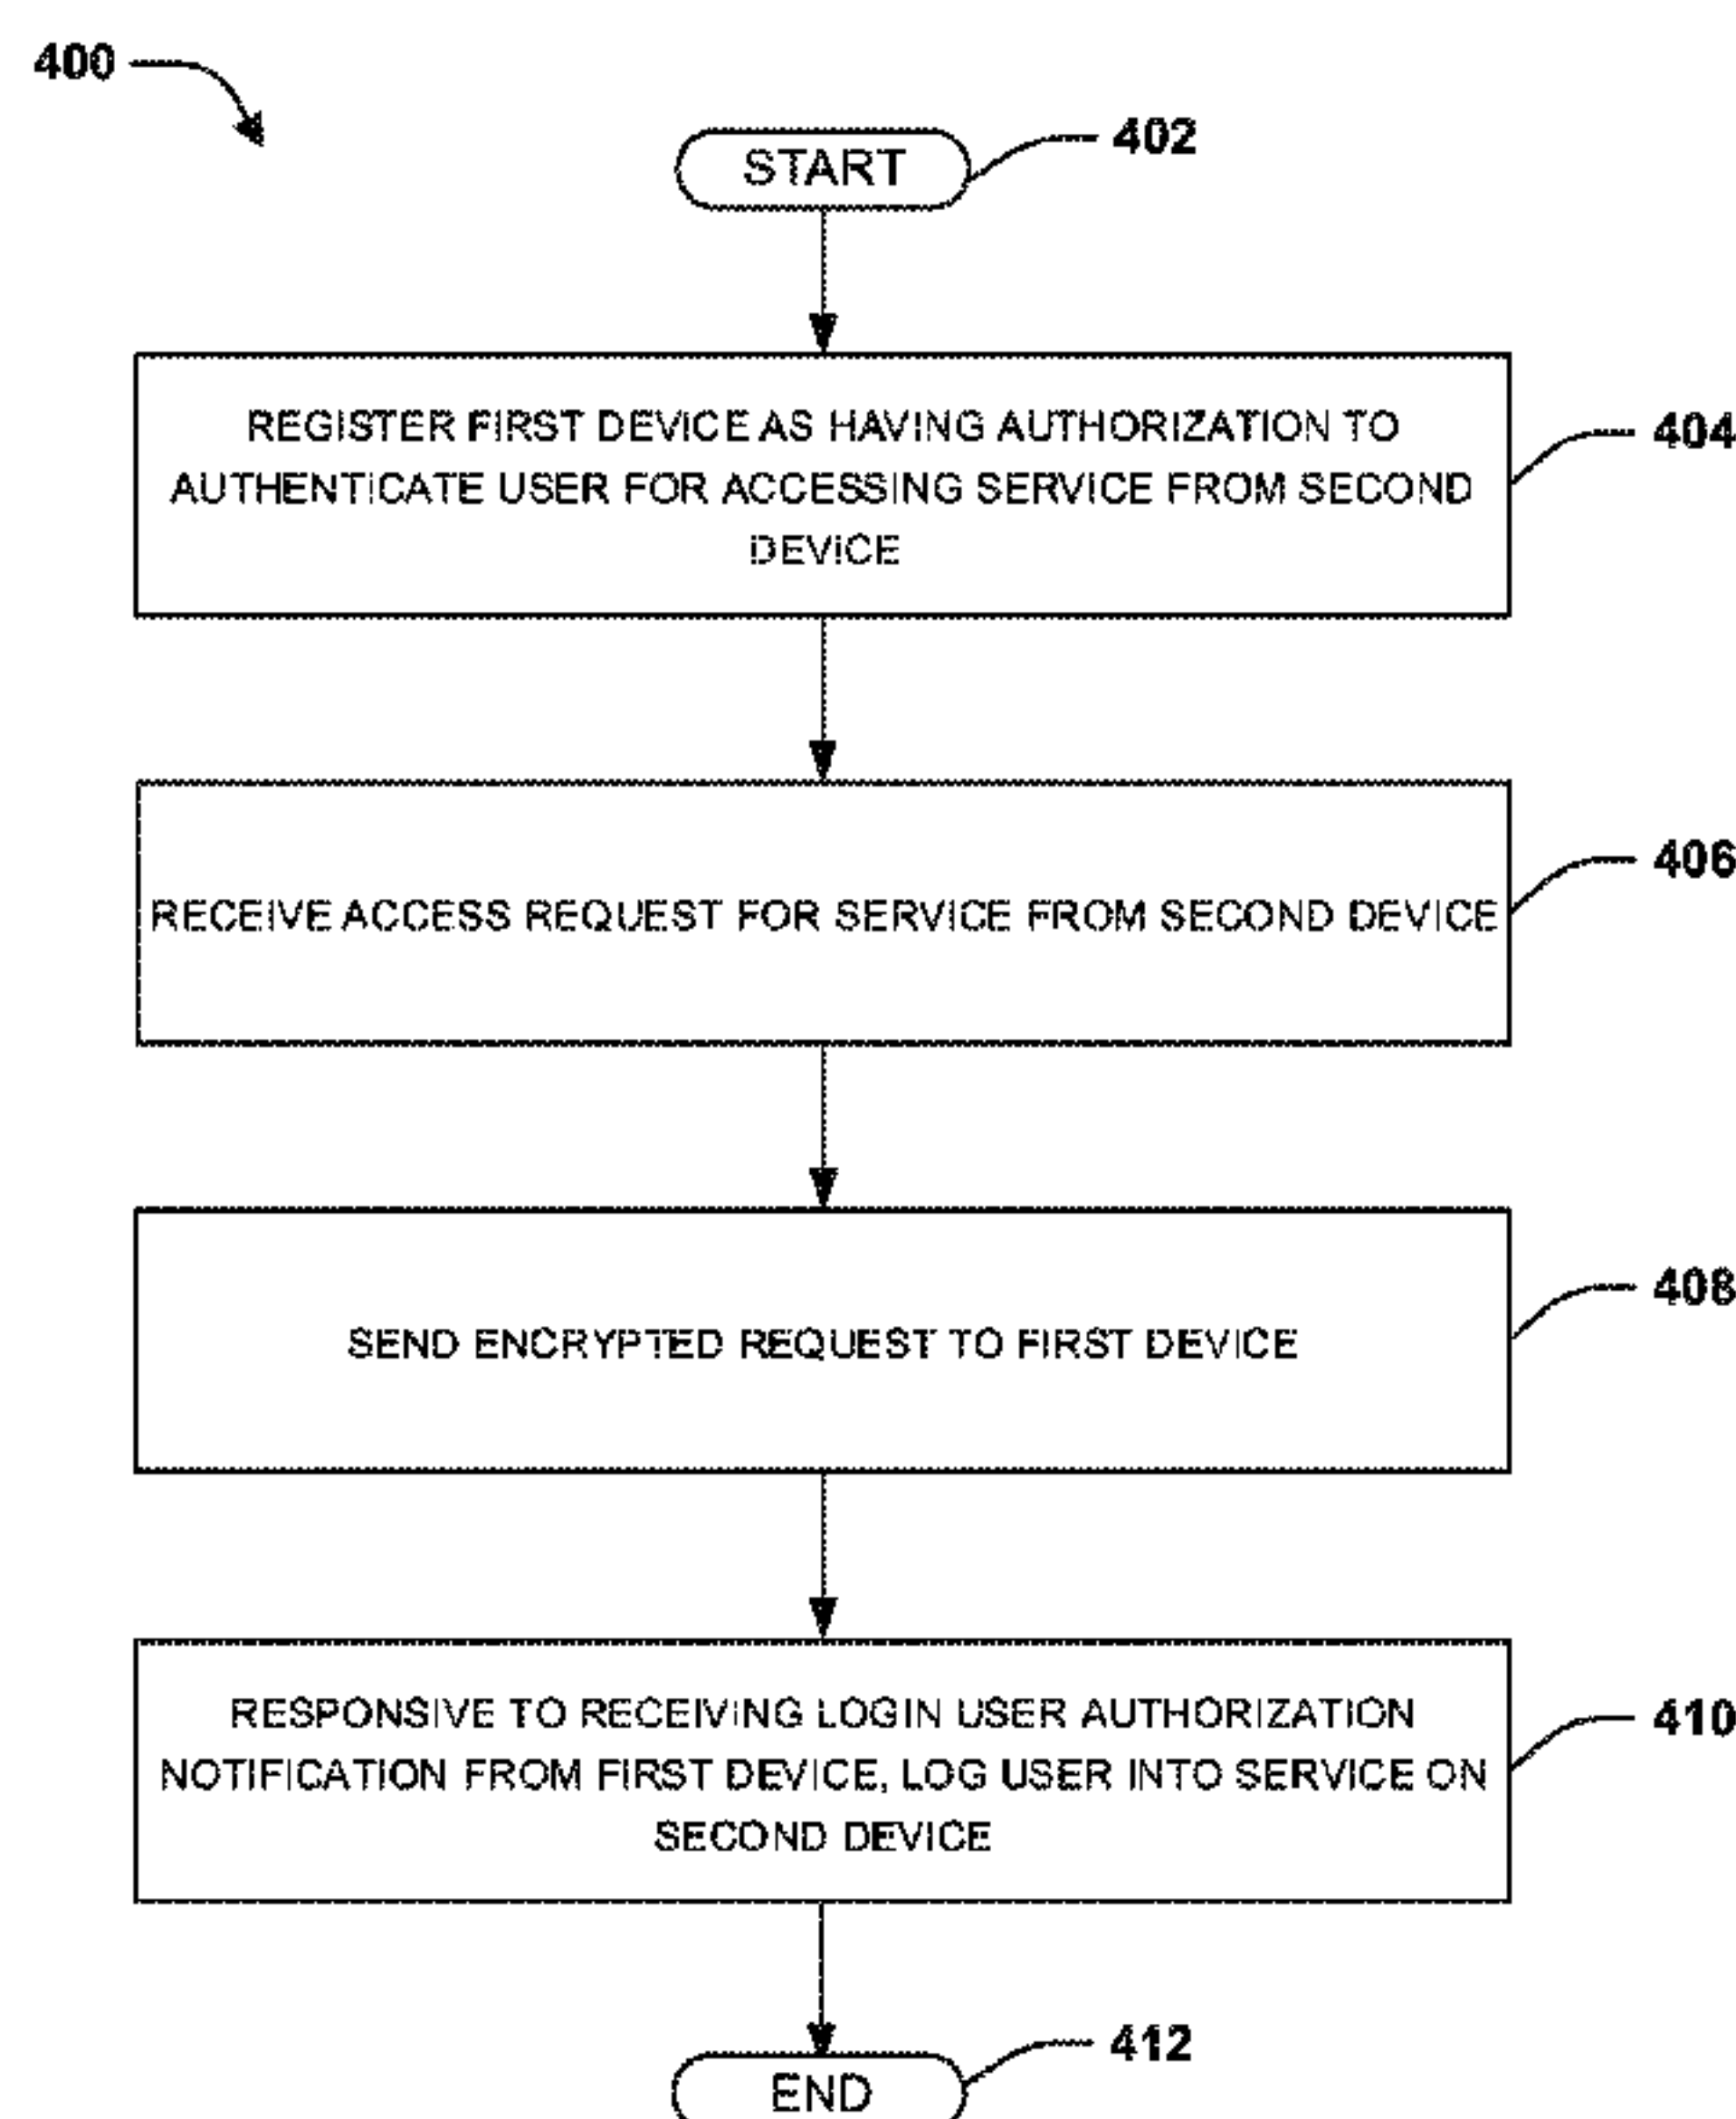 400
START
402
REGISTER FIRST DEVICE AS HAVING AUTHORIZATION TO
AUTHENTICATE USER FOR ACCESSING SERVICE FROM SECOND
DEVICE
404
RECEIVE ACCESS REQUEST FOR SERVICE FROM SECOND DEVICE
406
SEND ENCRYPTED REQUEST TO FIRST DEVICE
408
RESPONSIVE TO RECEIVING LOGIN USER AUTHORIZATION
NOTIFICATION FROM FIRST DEVICE, LOG USER INTO SERVICE ON
SECOND DEVICE
410
END
412